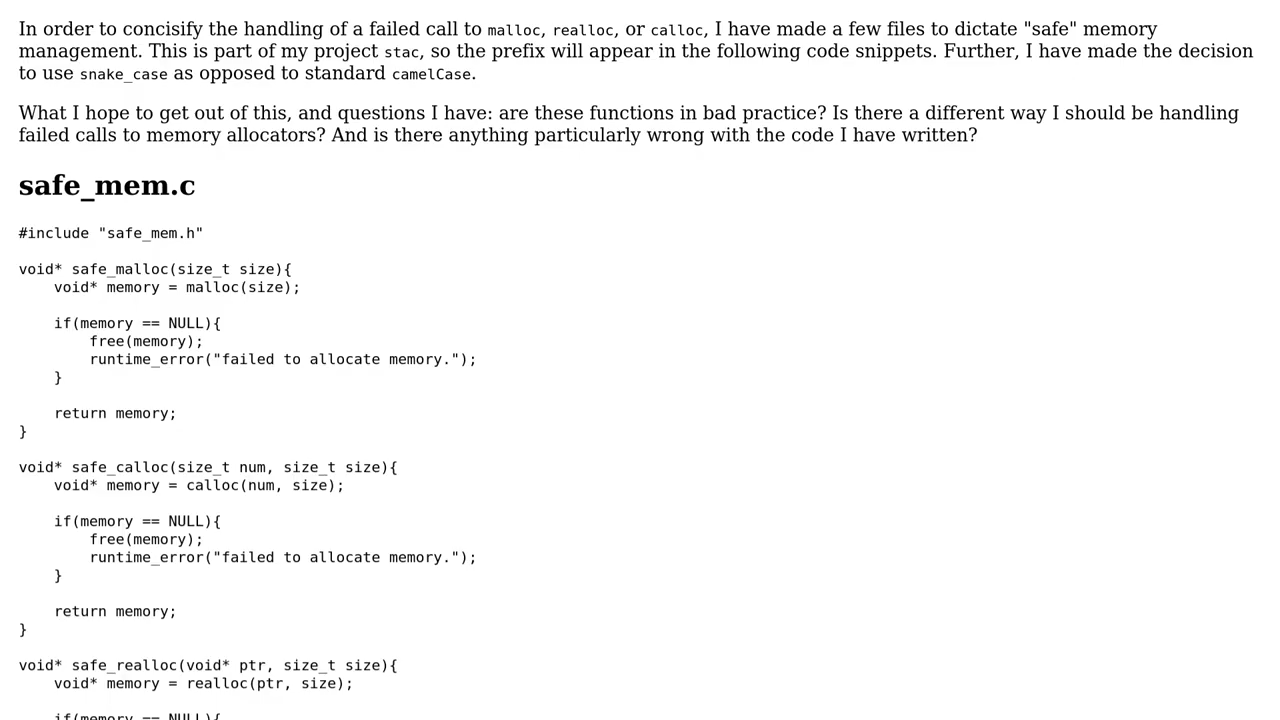 In order to concisify the handling of a failed call to malloc, realloc, or calloc, I have made a few files to dictate "safe" memory
management. This is part of my project stac, so the prefix will appear in the following code snippets. Further, I have made the decision
to use snake_case as opposed to standard camelCase.
What I hope to get out of this, and questions I have: are these functions in bad practice? Is there a different way I should be handling
failed calls to memory allocators? And is there anything particularly wrong with the code I have written?
safe_mem.c
#include "safe_mem.h"
void* safe_malloc(size_t size){
    void* memory = malloc(size);
    if(memory == NULL){
        free(memory);
        runtime_error("failed to allocate memory.");
    }
    return memory;
}
void* safe_calloc(size_t num, size_t size){
    void* memory = calloc(num, size);
    if(memory == NULL){
        free(memory);
        runtime_error("failed to allocate memory.");
    }
    return memory;
}
void* safe_realloc(void* ptr, size_t size){
    void* memory = realloc(ptr, size);
    if(memory == NULL){